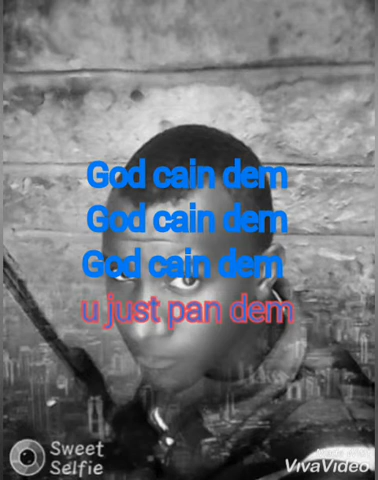 God cain dem
God cain dem
God cain dem
u just pan dem
Sweet
Selfie
VivaVideo